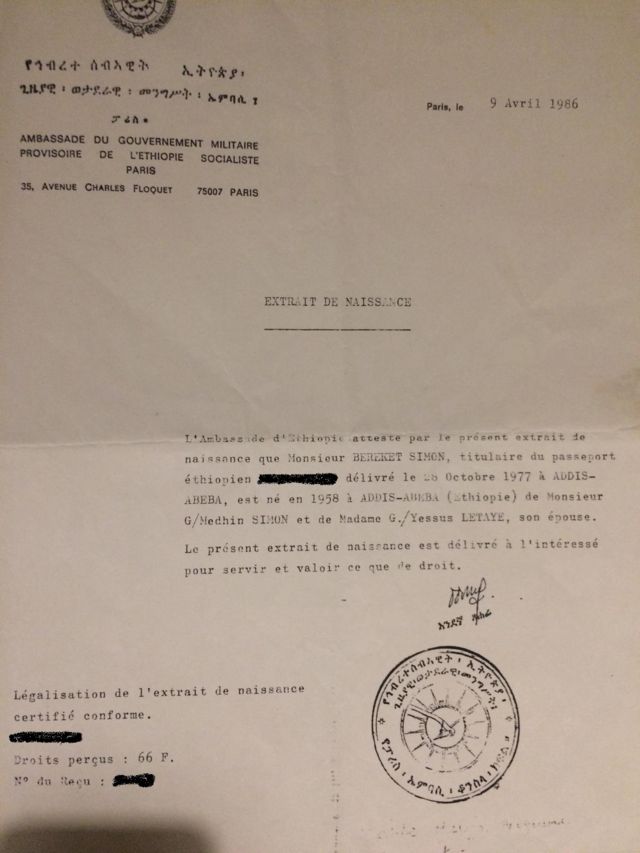 የኅብረተ ሰብአዊት ኢትዮጵያ፡
ጊዜያዊ ፡ ወታደራዊ ፡ መንግሥት ፡ ኤምባሲ ፤
ፓሪስ ።
AMBASSADE DU GOUVERNEMENT MILITAIRE
PROVISOIRE DE L'ETHIOPIE SOCIALISTE
PARIS
35, AVENUE CHARLES FLOQUET 75007 PARIS
Paris, le 9 Avril 1986
EXTRAIT DE NAISSANCE
L'Ambassade d'Ethiopie atteste par le présent extrait de
naissance que Monsieur BEREKET SIMON, titulaire du passeport
éthiopien délivré le 28 Octobre 1977 à ADDIS-
ABEBA, est né en 1958 à ADDIS-ABEBA (Ethiopie) de Monsieur
G/Medhin SIMON et de Madame G./Yessus LETAYE, son épouse.
Le présent extrait de naissance est délivré à l'intéressé
pour servir et valoir ce que de droit.
Légalisation de l'extrait de naissance
certifié conforme.
Droits perçus : 66 F.
N° du Reçu :
የኅብረተሰብአዊት ፡ ኢትዮጵያ፡
ጊዜያዊ፡ወታደራዊ፡መንግሥት፡